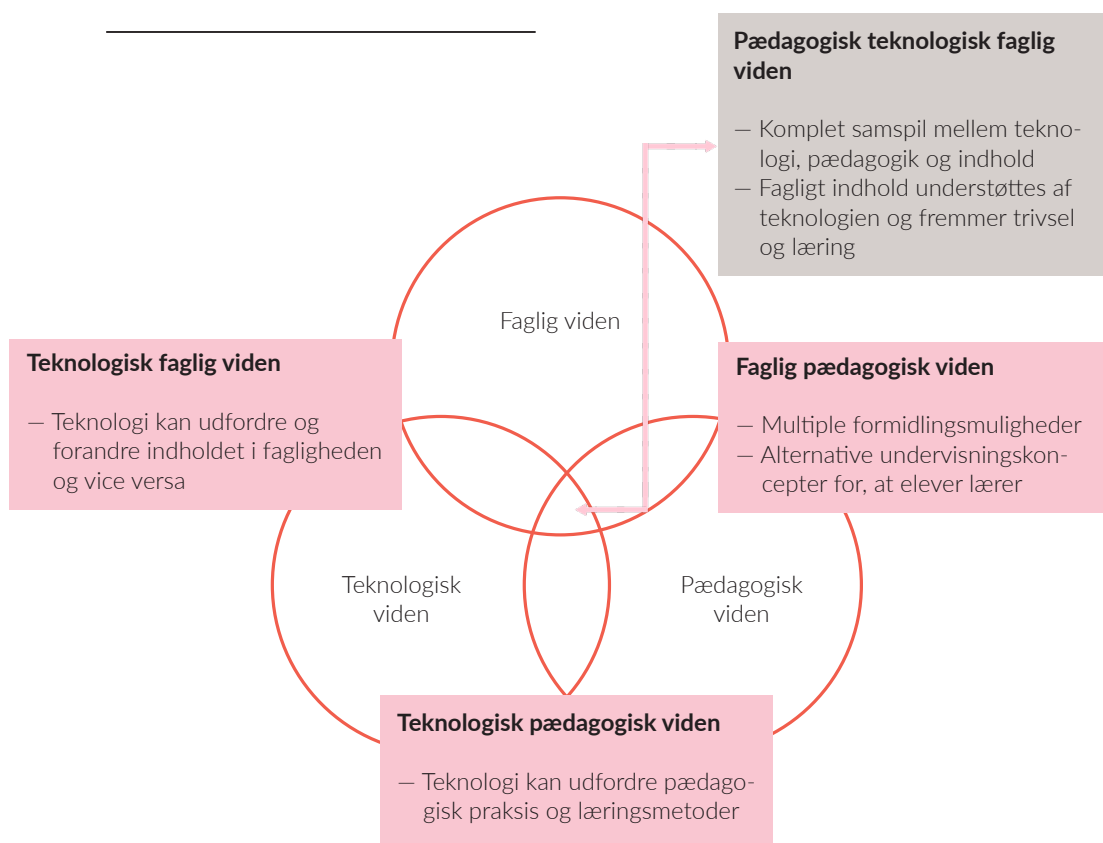 Pædagogisk teknologisk faglig
viden
— Komplet samspil mellem tekno-
logi, pædagogik og indhold
— Fagligt indhold understøttes af
teknologien og fremmer trivsel
og læring
Faglig viden
Teknologisk faglig viden
— Teknologi kan udfordre og
forandre indholdet i fagligheden
og vice versa
Faglig pædagogisk viden
— Multiple formidlingsmuligheder
— Alternative undervisningskon-
cepter for, at elever lærer
Teknologisk
viden
Pædagogisk
viden
Teknologisk pædagogisk viden
— Teknologi kan udfordre pædago-
gisk praksis og læringsmetoder